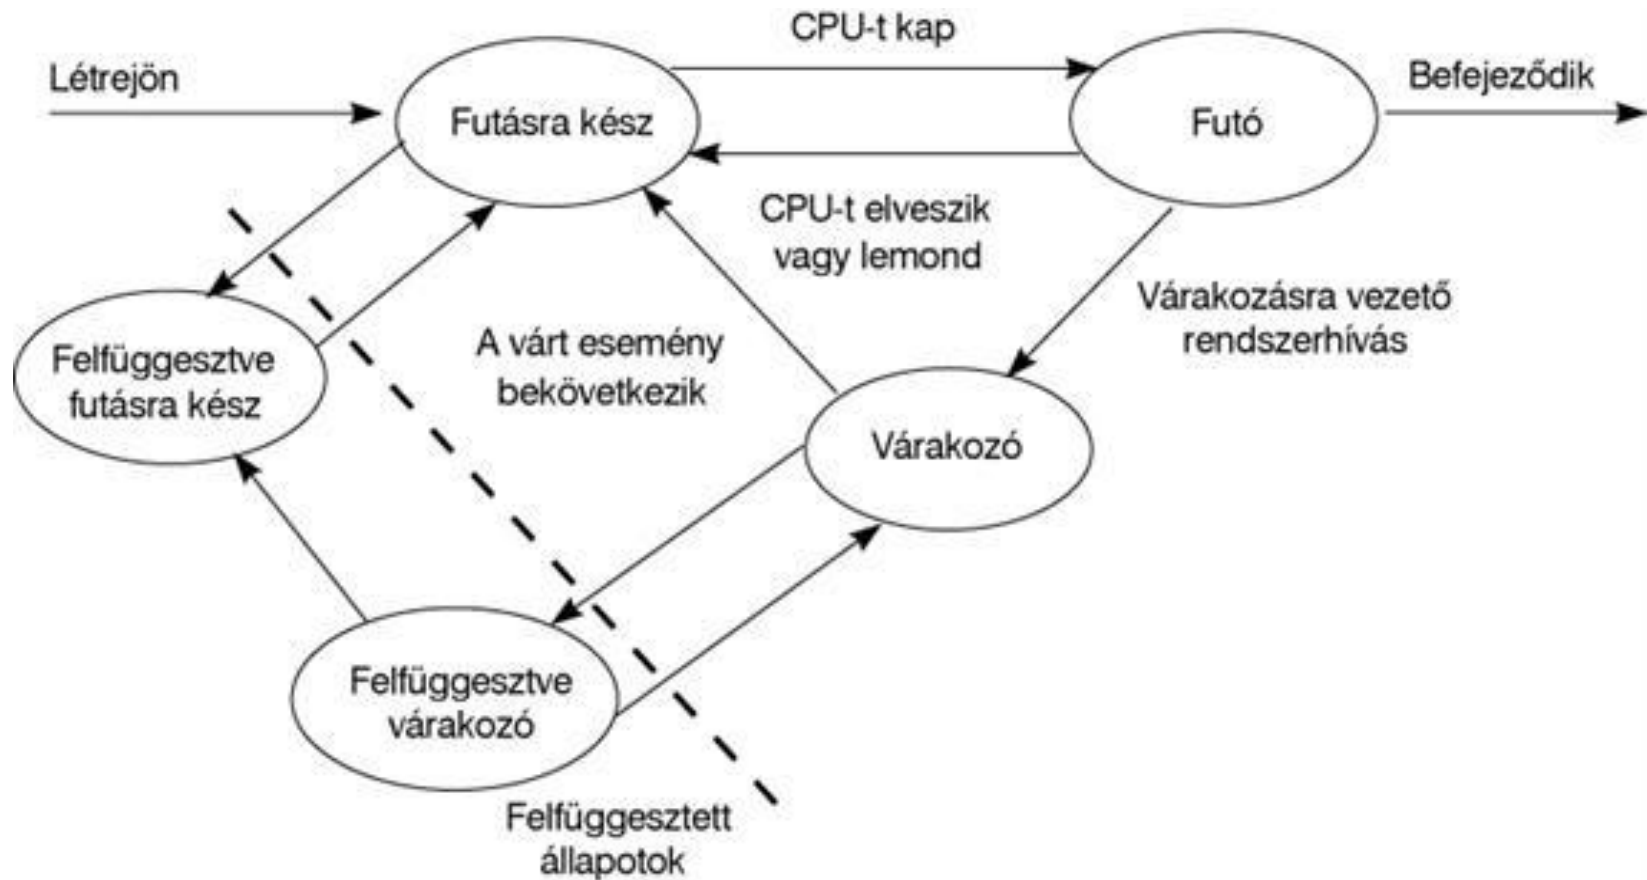 CPU-t kap
Létrejön
Befejeződik
Futásra kész
Futó
CPU-t elveszik
vagy lemond
Várakozásra vezető
rendszerhívás
A várt esemény
bekövetkezik
Felfüggesztve
futásra kész
Várakozó
Felfüggesztve
várakozó
Felfüggesztett
állapotok